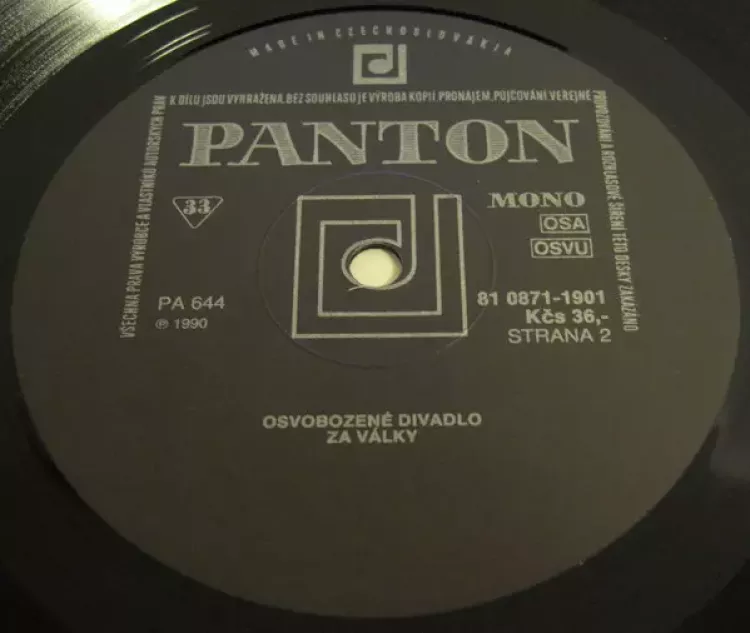 MADE IN CZECHOSLOVAKIA
VŠECHNA PRÁVA VÝROBCE A VLASTNÍKŮ AUTORSKÝCH PRÁV
K DÍLU JSOU VYHRAŽENA. BEZ SOUHLASU JE VÝROBA KOPIÍ, PRONÁJEM, PŮJČOVÁNÍ VEREJNÉ
PROVOZOVÁNÍ A ROZHLASOVÉ ŠÍŘENÍ TÉTO DESKY ZAKÁZÁNO
PANTON
33
MONO
OSA
OSVU
PA 644
℗ 1990
81 0871-1901
Kčs 36,-
STRANA 2
OSVOBOZENÉ DIVADLO
ZA VÁLKY